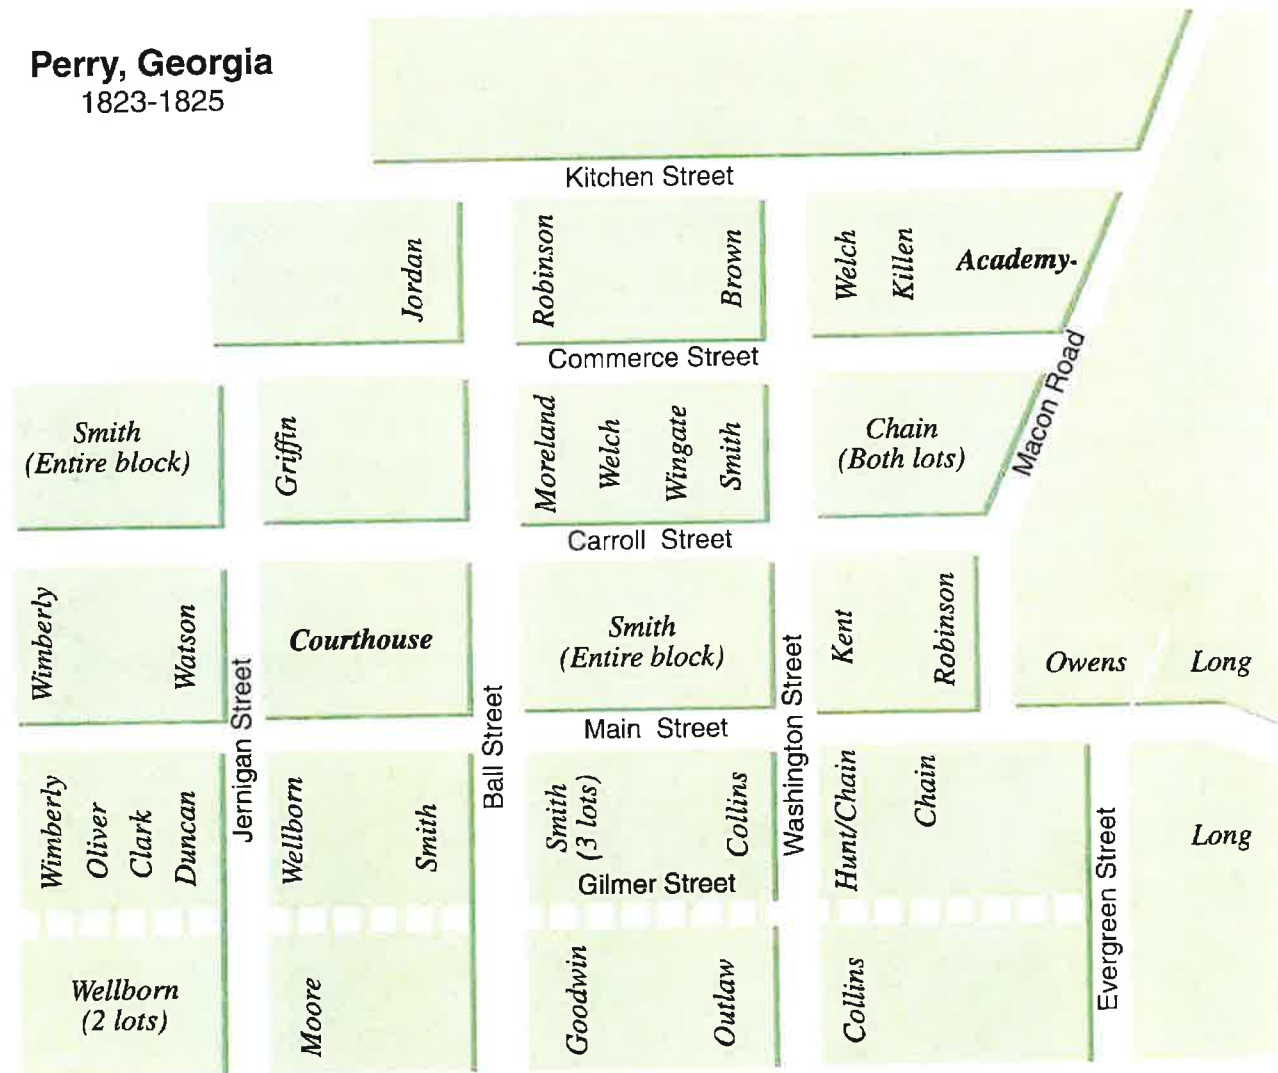 Perry, Georgia
1823-1825
Kitchen Street
Jordan
Robinson
Brown
Welch
Killen
Academy-
Commerce Street
Macon Road
Smith
(Entire block)
Griffin
Moreland
Welch
Wingate
Smith
Chain
(Both lots)
Carroll Street
Wimberly
Watson
Courthouse
Smith
(Entire block)
Kent
Robinson
Owens
Long
Jernigan Street
Ball Street
Main Street
Washington Street
Wimberly
Oliver
Clark
Duncan
Wellborn
Smith
Smith
(3 lots)
Collins
Hunt/Chain
Chain
Long
Gilmer Street
Evergreen Street
Wellborn
(2 lots)
Moore
Goodwin
Outlaw
Collins